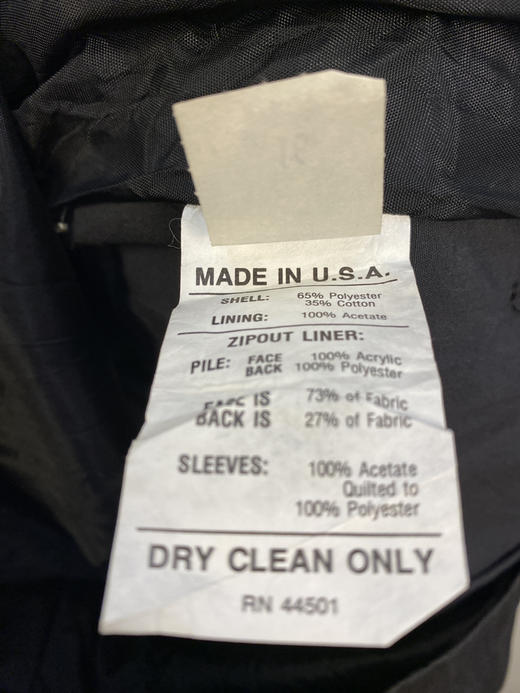 MADE IN U.S.A.
SHELL: 65% Polyester
35% Cotton
LINING: 100% Acetate
ZIPOUT LINER:
PILE: FACE 100% Acrylic
BACK 100% Polyester
FACE IS 73% of Fabric
BACK IS 27% of Fabric
SLEEVES: 100% Acetate
Quilted to
100% Polyester
DRY CLEAN ONLY
RN 44501